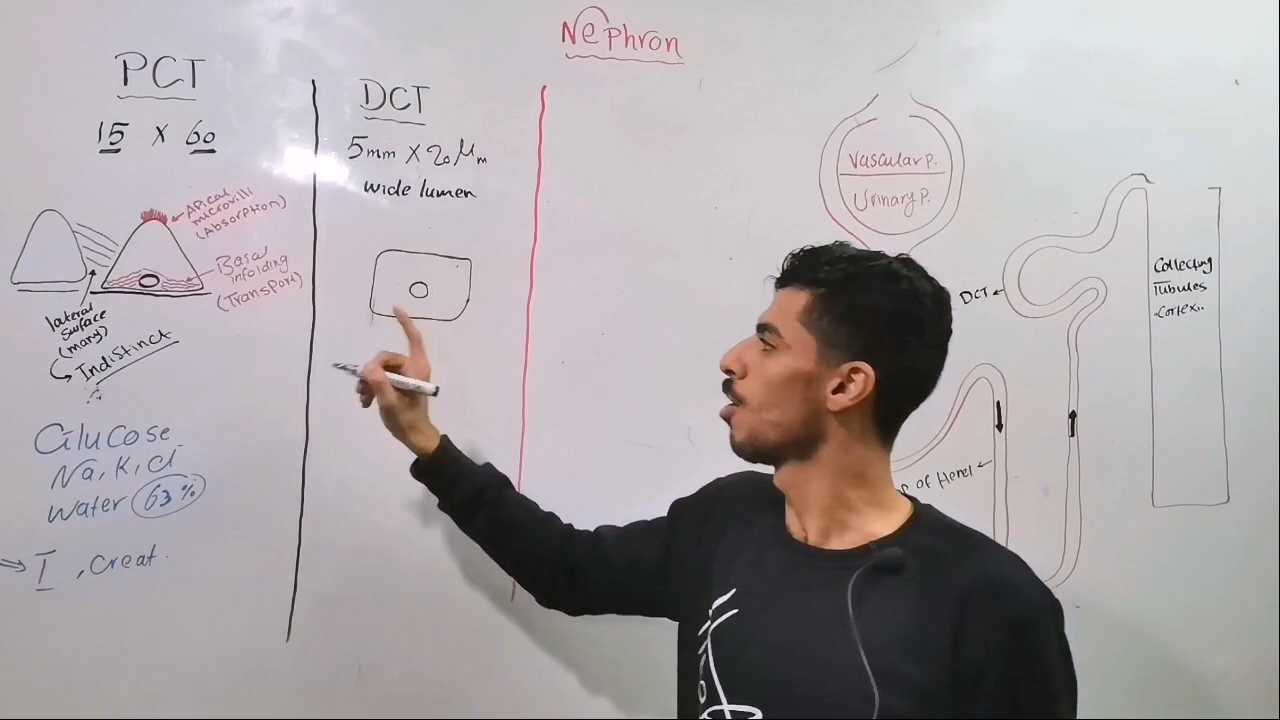 Nephron
PCT
15 x 60
Apical
microvilli
(Absorption)
Basal
infolding
(Transport)
lateral
surface
(many)
Indistinct
Glucose
Na, K, Cl
water 63%
⇒ I, creat.
DCT
5mm x 20 Mm
wide lumen
Vascular P.
Urinary P.
DCT
of Henel
Collecting
Tubules
Cortex..